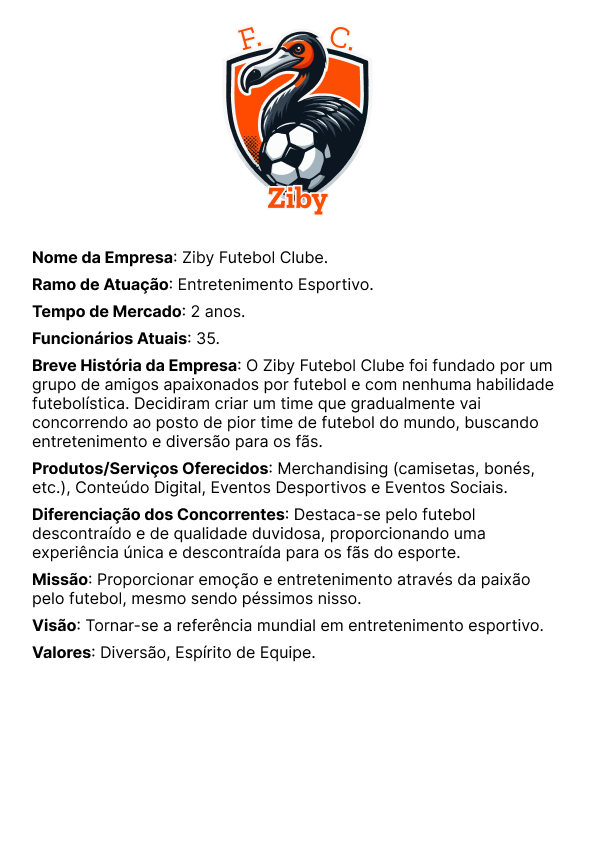 F. C.
Ziby
Nome da Empresa: Ziby Futebol Clube.
Ramo de Atuação: Entretenimento Esportivo.
Tempo de Mercado: 2 anos.
Funcionários Atuais: 35.
Breve História da Empresa: O Ziby Futebol Clube foi fundado por um
grupo de amigos apaixonados por futebol e com nenhuma habilidade
futebolística. Decidiram criar um time que gradualmente vai
concorrendo ao posto de pior time de futebol do mundo, buscando
entretenimento e diversão para os fãs.
Produtos/Serviços Oferecidos: Merchandising (camisetas, bonés,
etc.), Conteúdo Digital, Eventos Desportivos e Eventos Sociais.
Diferenciação dos Concorrentes: Destaca-se pelo futebol
descontraído e de qualidade duvidosa, proporcionando uma
experiência única e descontraída para os fãs do esporte.
Missão: Proporcionar emoção e entretenimento através da paixão
pelo futebol, mesmo sendo péssimos nisso.
Visão: Tornar-se a referência mundial em entretenimento esportivo.
Valores: Diversão, Espírito de Equipe.